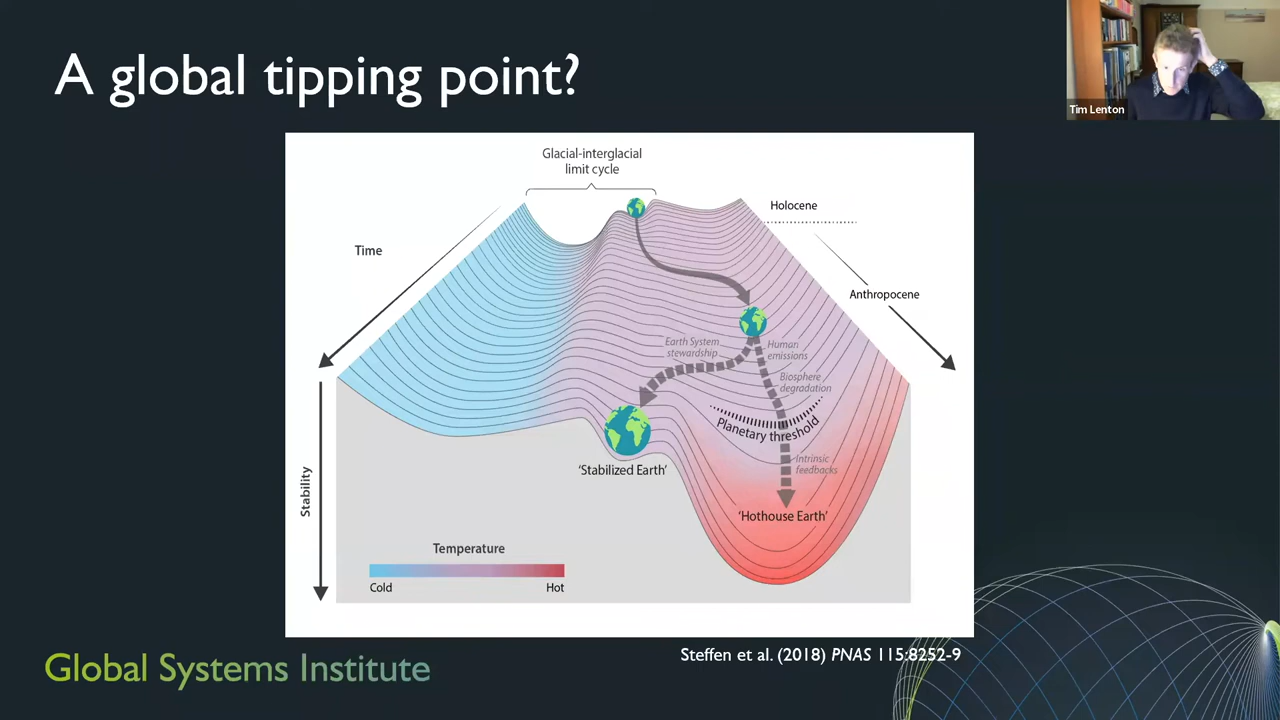 A global tipping point?
Tim Lenton
Glacial-interglacial
limit cycle
Holocene
Time
Anthropocene
Earth System
stewardship
Human
emissions
Biosphere
degradation
Planetary threshold
Intrinsic
feedbacks
'Stabilized Earth'
Stability
'Hothouse Earth'
Temperature
Cold
Hot
Global Systems Institute
Steffen et al. (2018) PNAS 115:8252-9